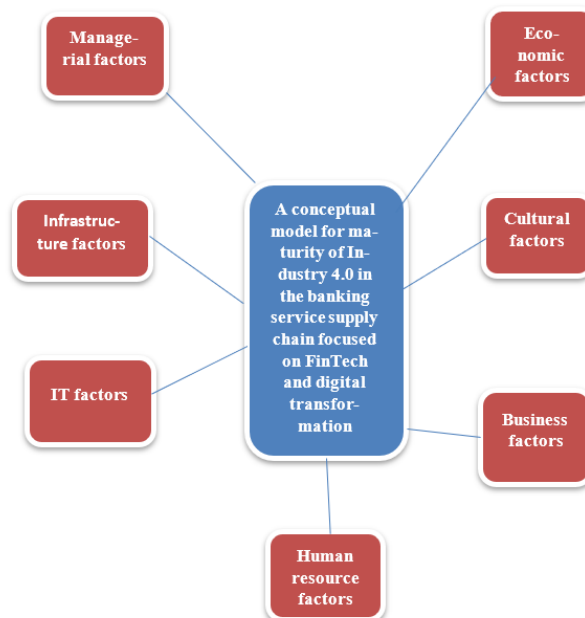 Manage-
rial factors
Eco-
nomic
factors
Infrastruc-
ture factors
A conceptual
model for ma-
turity of In-
dustry 4.0 in
the banking
service supply
chain focused
on FinTech
and digital
transfor-
mation
Cultural
factors
IT factors
Business
factors
Human
resource
factors